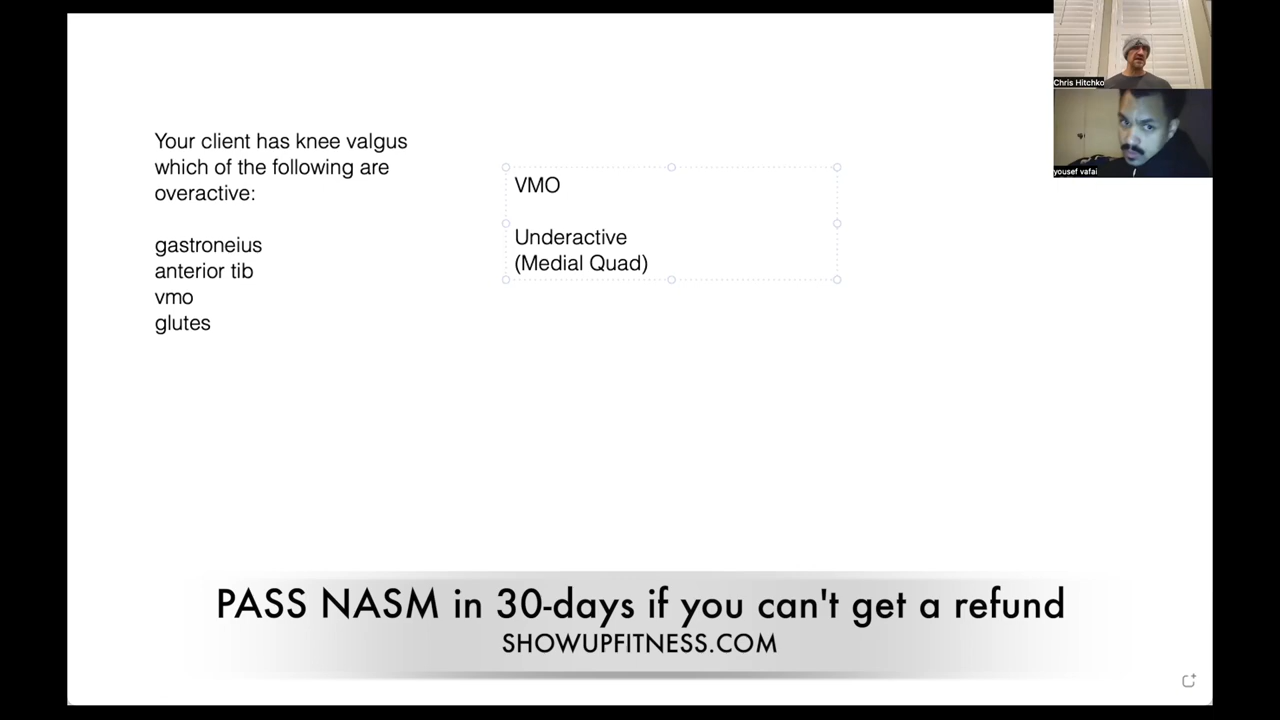 Your client has knee valgus
which of the following are
overactive:
gastroneius
anterior tib
vmo
glutes
VMO
Underactive
(Medial Quad)
Chris Hitchko
yousef vafai
PASS NASM in 30-days if you can't get a refund
SHOWUPFITNESS.COM